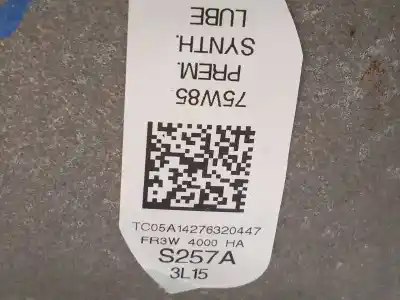 75W85
PREM.
SYNTH.
LUBE
TC05A14276320447
FR3W 4000 HA
S257A
3L15